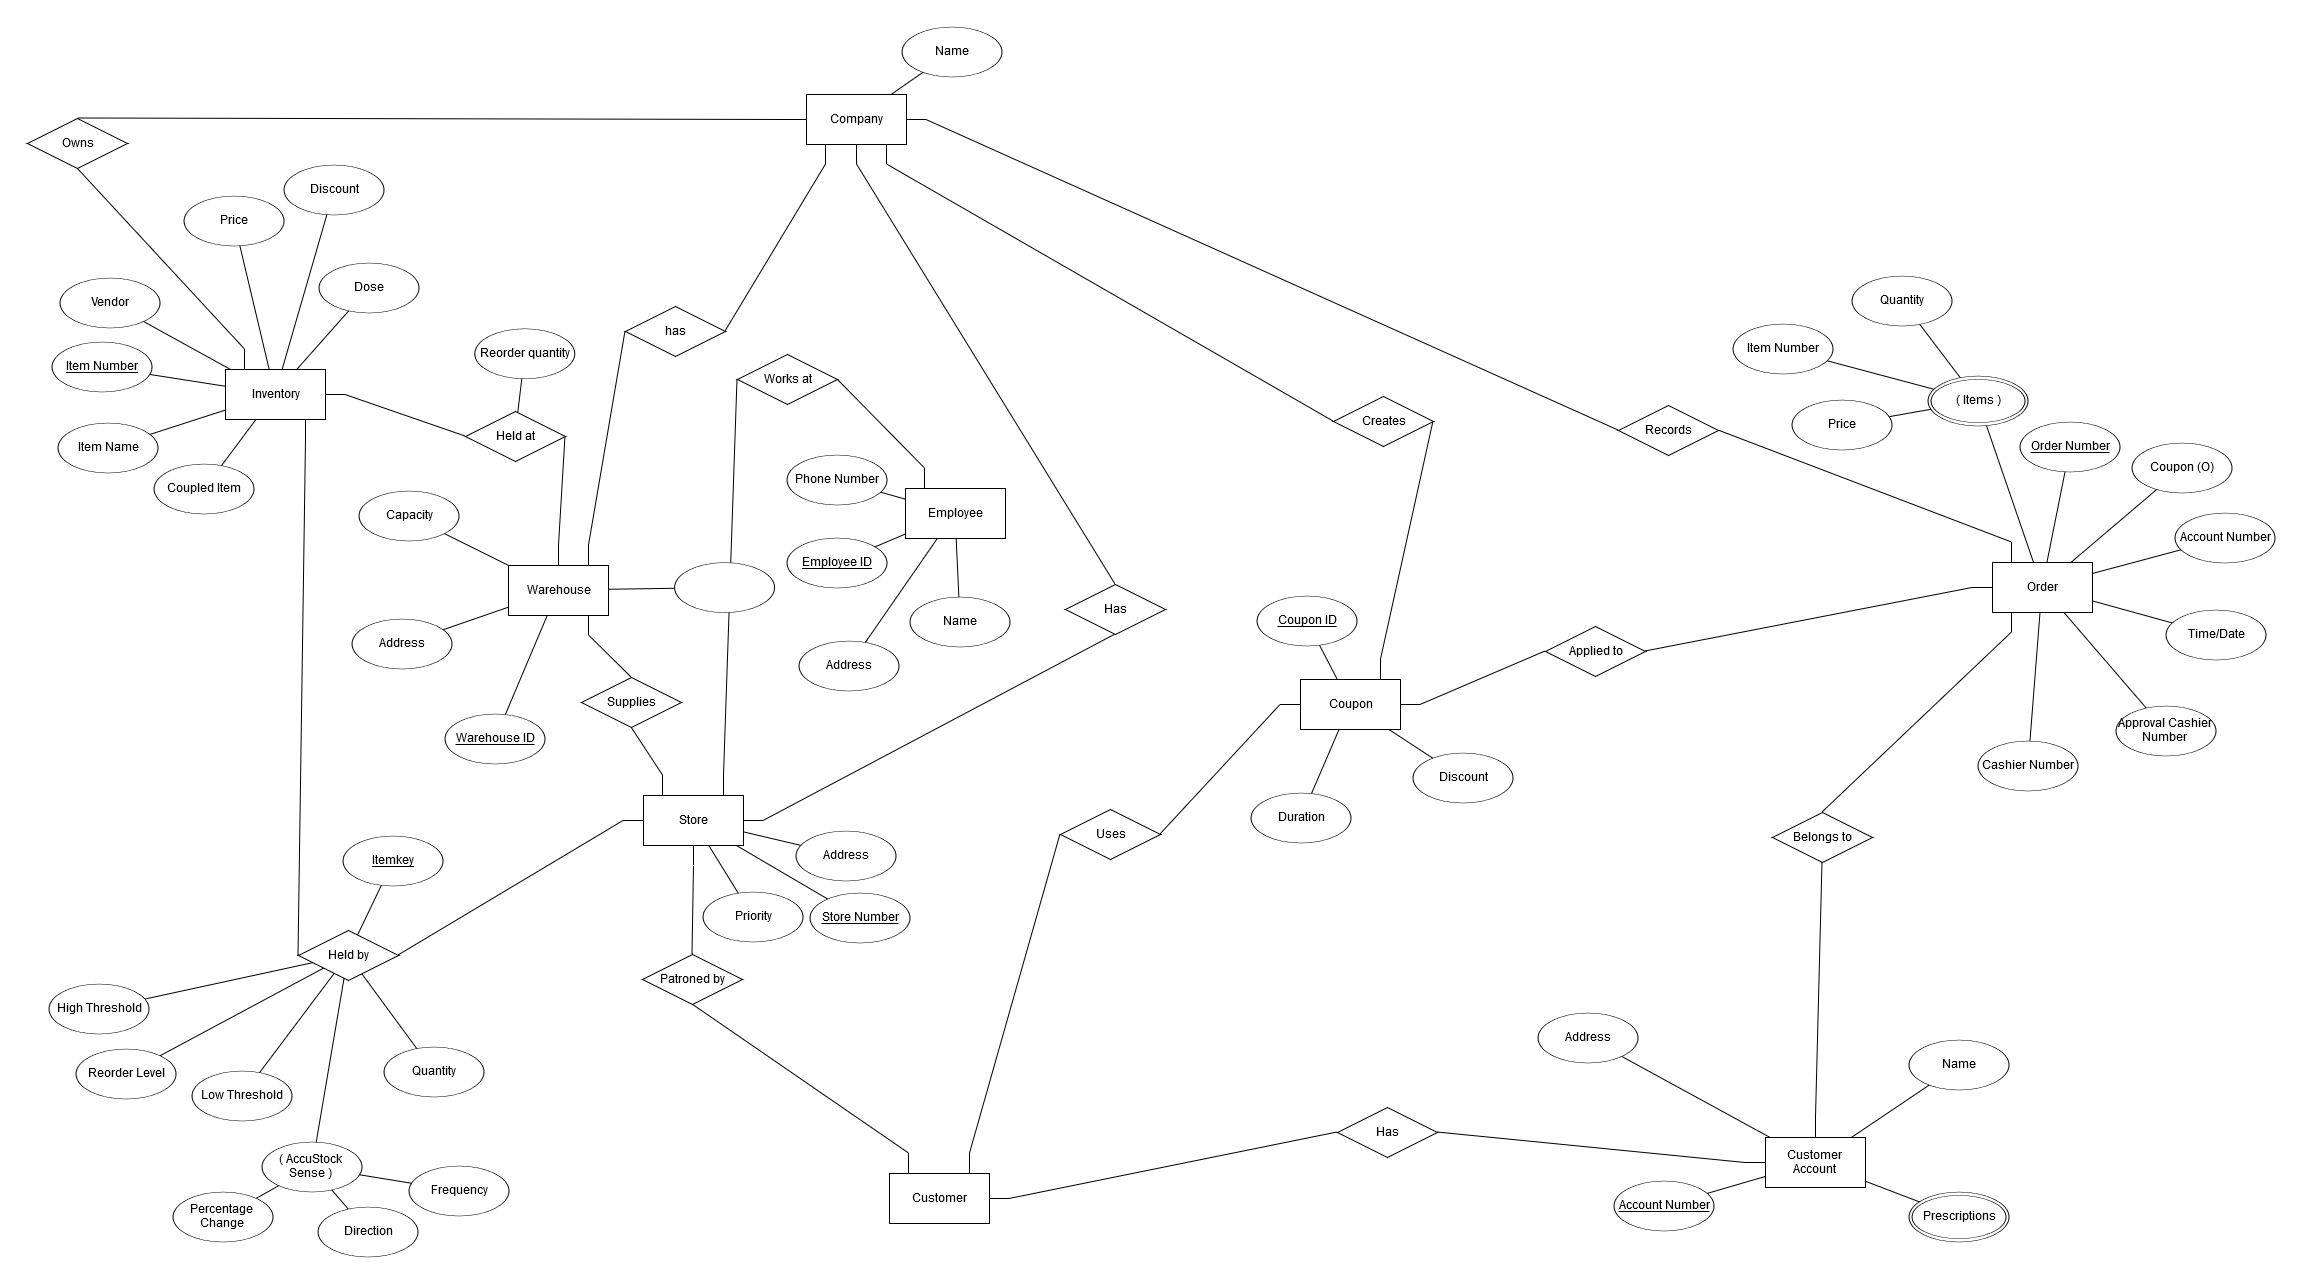 Name
Company
Owns
Discount
Price
Dose
Vendor
Item Number
Inventory
Item Name
Coupled Item
Reorder quantity
Held at
has
Works at
Creates
Records
Quantity
Item Number
( Items )
Price
Order Number
Coupon (O)
Account Number
Order
Time/Date
Approval Cashier
Number
Cashier Number
Phone Number
Employee
Employee ID
Name
Address
Capacity
Warehouse
Address
Warehouse ID
Supplies
Has
Coupon ID
Applied to
Coupon
Discount
Duration
Store
Address
Priority
Store Number
Uses
Belongs to
Itemkey
Held by
Patroned by
High Threshold
Reorder Level
Low Threshold
Quantity
( AccuStock
Sense )
Frequency
Percentage
Change
Direction
Customer
Has
Address
Name
Customer
Account
Account Number
Prescriptions